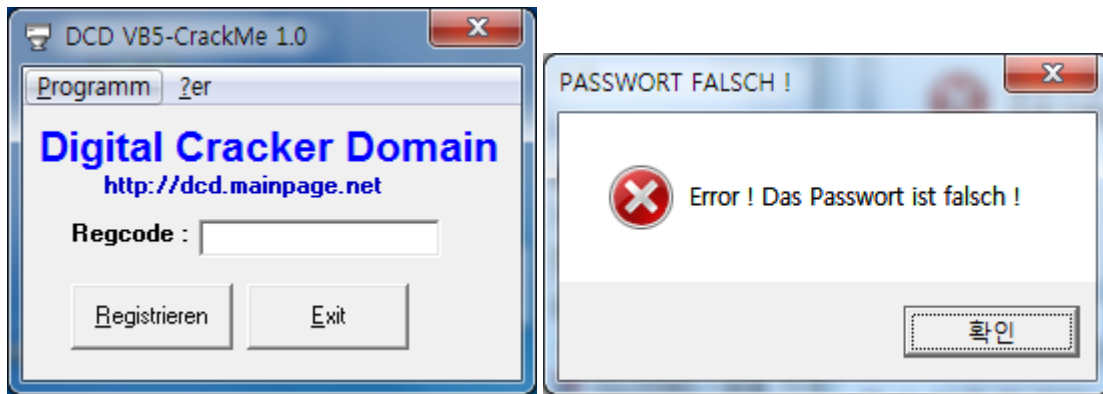 DCD VB5-CrackMe 1.0
Programm ?er
Digital Cracker Domain
http://dcd.mainpage.net
Regcode :
Registrieren Exit
PASSWORT FALSCH !
Error ! Das Passwort ist falsch !
확인